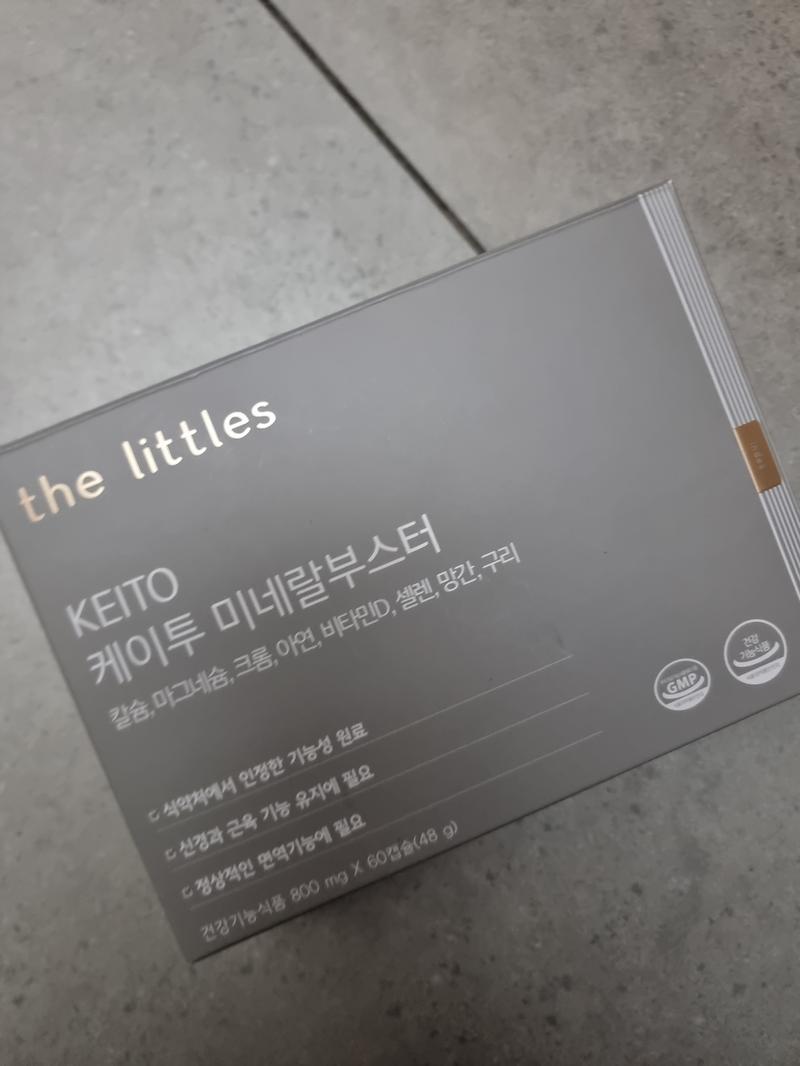 the littles
KEITO
케이투 미네랄부스터
칼슘, 마그네슘, 크롬, 아연, 비타민D, 셀렌, 망간, 구리
식약처에서 인정한 기능성 원료
신경과 근육 기능 유지에 필요
정상적인 면역기능에 필요
건강기능식품 800 mg X 60캡슐(48 g)
GMP
건강
기능식품
index